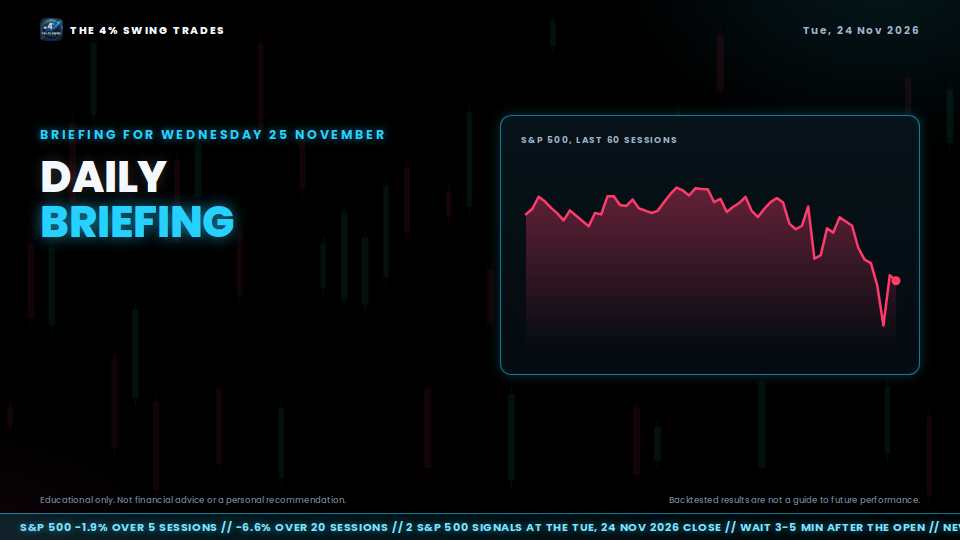 THE 4% SWING TRADES
Tue, 24 Nov 2026
BRIEFING FOR WEDNESDAY 25 NOVEMBER
DAILY
BRIEFING
S&P 500, LAST 60 SESSIONS
Educational only. Not financial advice or a personal recommendation.
Backtested results are not a guide to future performance.
S&P 500 -1.9% OVER 5 SESSIONS // -6.6% OVER 20 SESSIONS // 2 S&P 500 SIGNALS AT THE TUE, 24 NOV 2026 CLOSE // WAIT 3-5 MIN AFTER THE OPEN //